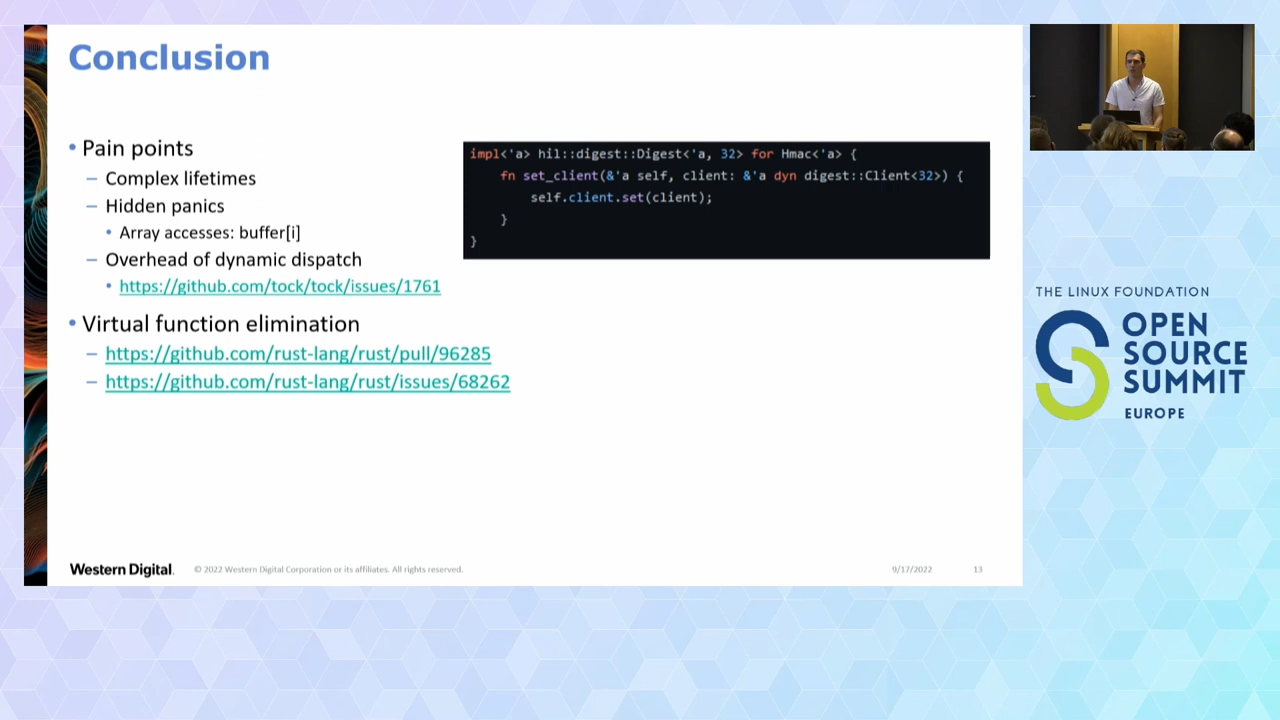 Conclusion
• Pain points
– Complex lifetimes
– Hidden panics
• Array accesses: buffer[i]
– Overhead of dynamic dispatch
• https://github.com/tock/tock/issues/1761
• Virtual function elimination
– https://github.com/rust-lang/rust/pull/96285
– https://github.com/rust-lang/rust/issues/68262
impl<'a> hil::digest::Digest<'a, 32> for Hmac<'a> {
fn set_client(&'a self, client: &'a dyn digest::Client<32>) {
self.client.set(client);
}
}
Western Digital.
© 2022 Western Digital Corporation or its affiliates. All rights reserved.
9/17/2022
13
THE LINUX FOUNDATION
OPEN
SOURCE
SUMMIT
EUROPE